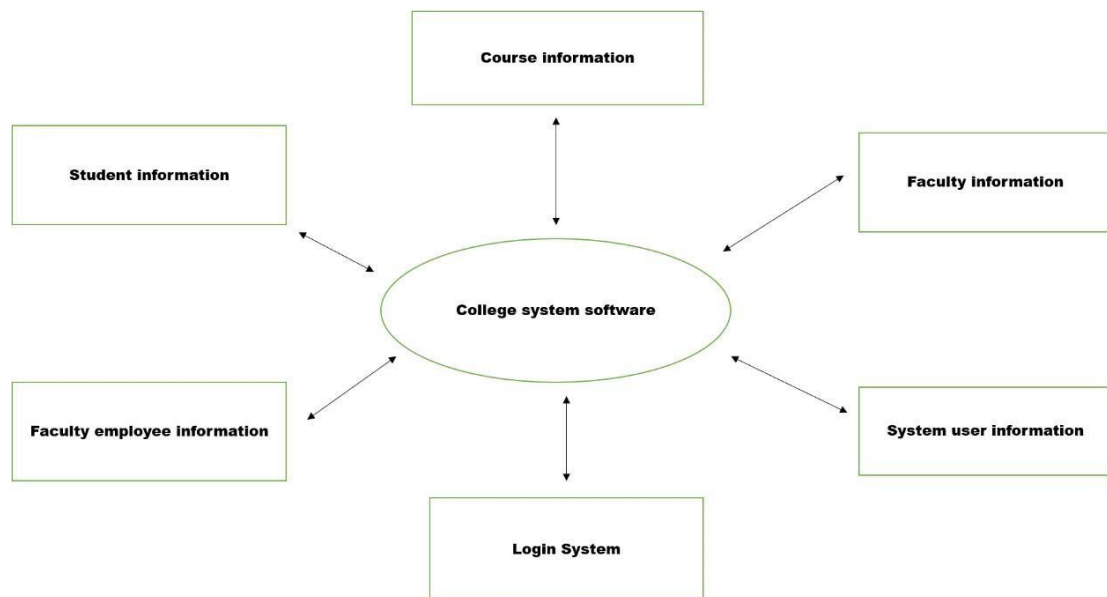 Course information
Student information
Faculty information
College system software
Faculty employee information
System user information
Login System